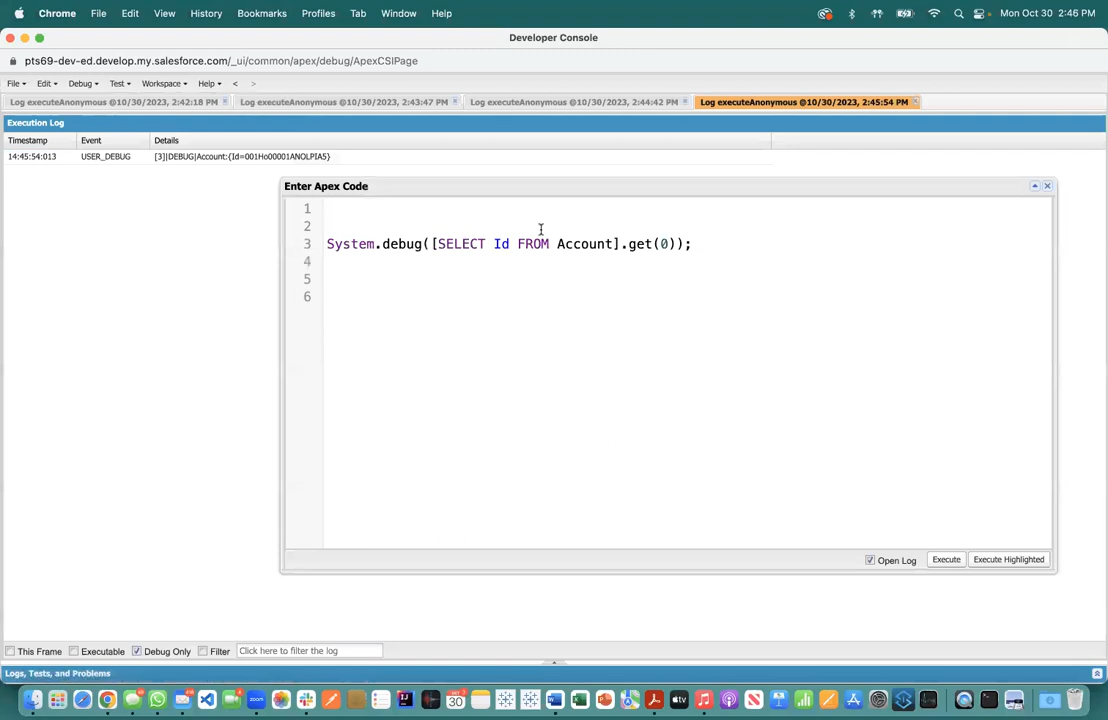 Chrome File Edit View History Bookmarks Profiles Tab Window Help Mon Oct 30 2:46 PM
Developer Console
pts69-dev-ed.develop.my.salesforce.com/_ui/common/apex/debug/ApexCSIPage
File Edit Debug Test Workspace Help < >
Log executeAnonymous @10/30/2023, 2:42:18 PM Log executeAnonymous @10/30/2023, 2:43:47 PM Log executeAnonymous @10/30/2023, 2:44:42 PM Log executeAnonymous @10/30/2023, 2:45:54 PM
Execution Log
Timestamp Event Details
14:45:54:013 USER_DEBUG [3]|DEBUG|Account:{Id=001Ho00001ANOLPIA5}
Enter Apex Code
1
2
3 System.debug([SELECT Id FROM Account].get(0));
4
5
6
Open Log Execute Execute Highlighted
This Frame Executable Debug Only Filter Click here to filter the log
Logs, Tests, and Problems